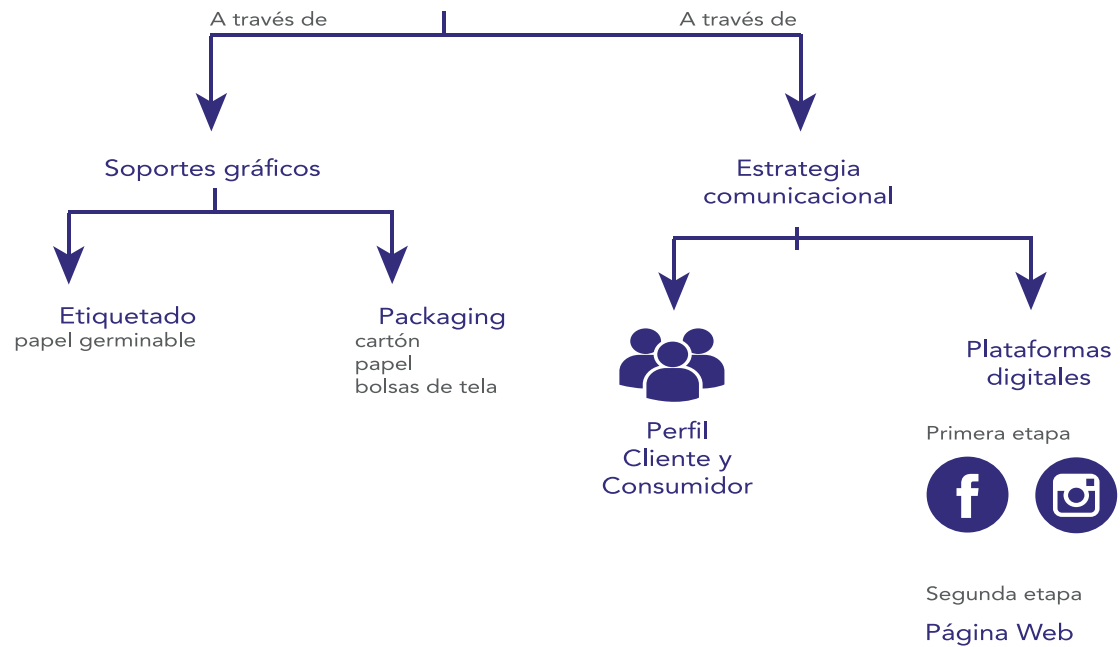 A través de
A través de
Soportes gráficos
Estrategia
comunicacional
Etiquetado
papel germinable
Packaging
cartón
papel
bolsas de tela
Perfil
Cliente y
Consumidor
Plataformas
digitales
Primera etapa
f
Segunda etapa
Página Web